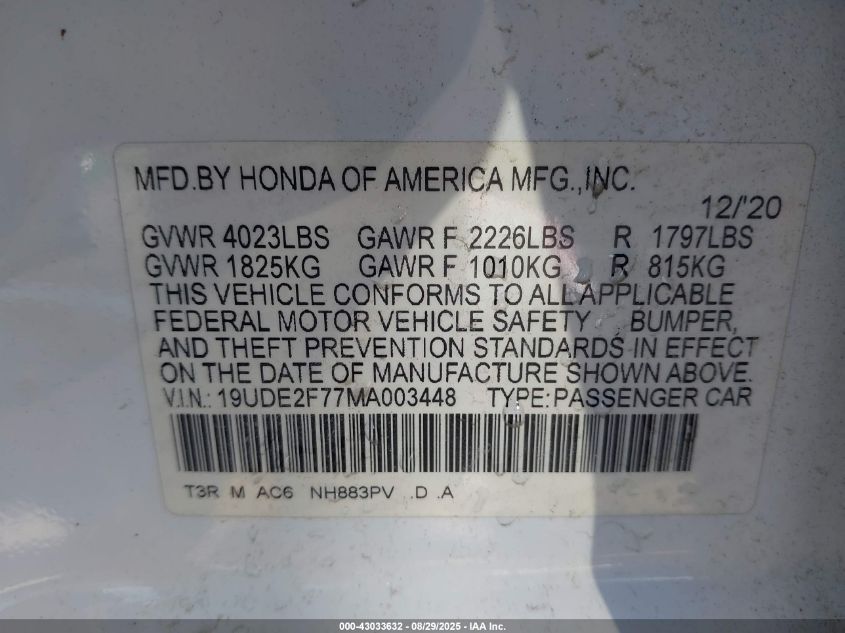 MFD.BY HONDA OF AMERICA MFG.,INC.
12/'20
GVWR 4023LBS GAWR F 2226LBS R 1797LBS
GVWR 1825KG GAWR F 1010KG R 815KG
THIS VEHICLE CONFORMS TO ALL APPLICABLE
FEDERAL MOTOR VEHICLE SAFETY BUMPER,
AND THEFT PREVENTION STANDARDS IN EFFECT
ON THE DATE OF MANUFACTURE SHOWN ABOVE.
V.I.N.: 19UDE2F77MA003448 TYPE: PASSENGER CAR
T3R M AC6 NH883PV .D .A
000-43033632 - 08/29/2025 - IAA Inc.